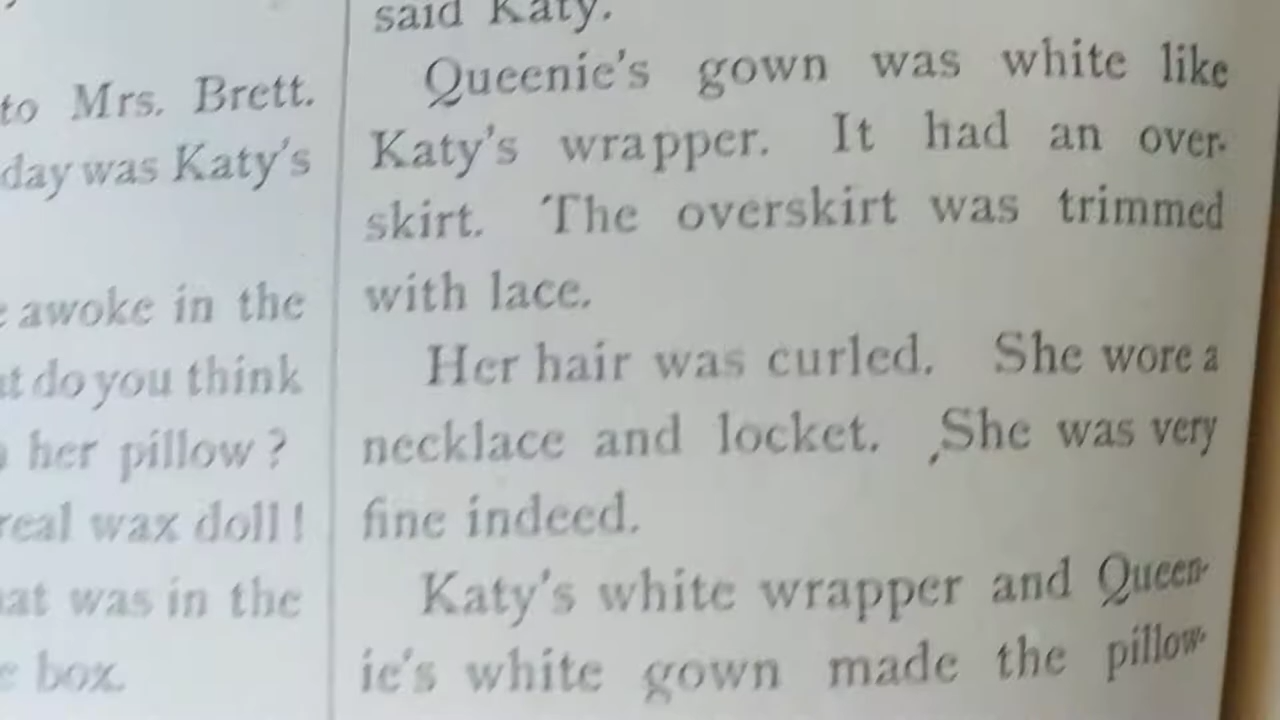 to Mrs. Brett.
day was Katy's
awoke in the
do you think
her pillow?
real wax doll!
was in the
box.
said Katy.
Queenie's gown was white like
Katy's wrapper. It had an over-
skirt. The overskirt was trimmed
with lace.
Her hair was curled. She wore a
necklace and locket. She was very
fine indeed.
Katy's white wrapper and Queen-
ie's white gown made the pillow-